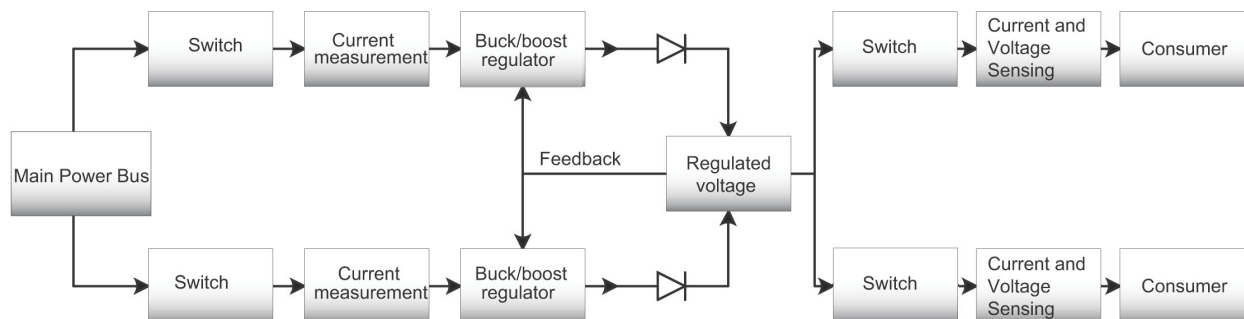 Switch
Current
measurement
Buck/boost
regulator
Switch
Current and
Voltage
Sensing
Consumer
Main Power Bus
Feedback
Regulated
voltage
Switch
Current
measurement
Buck/boost
regulator
Switch
Current and
Voltage
Sensing
Consumer